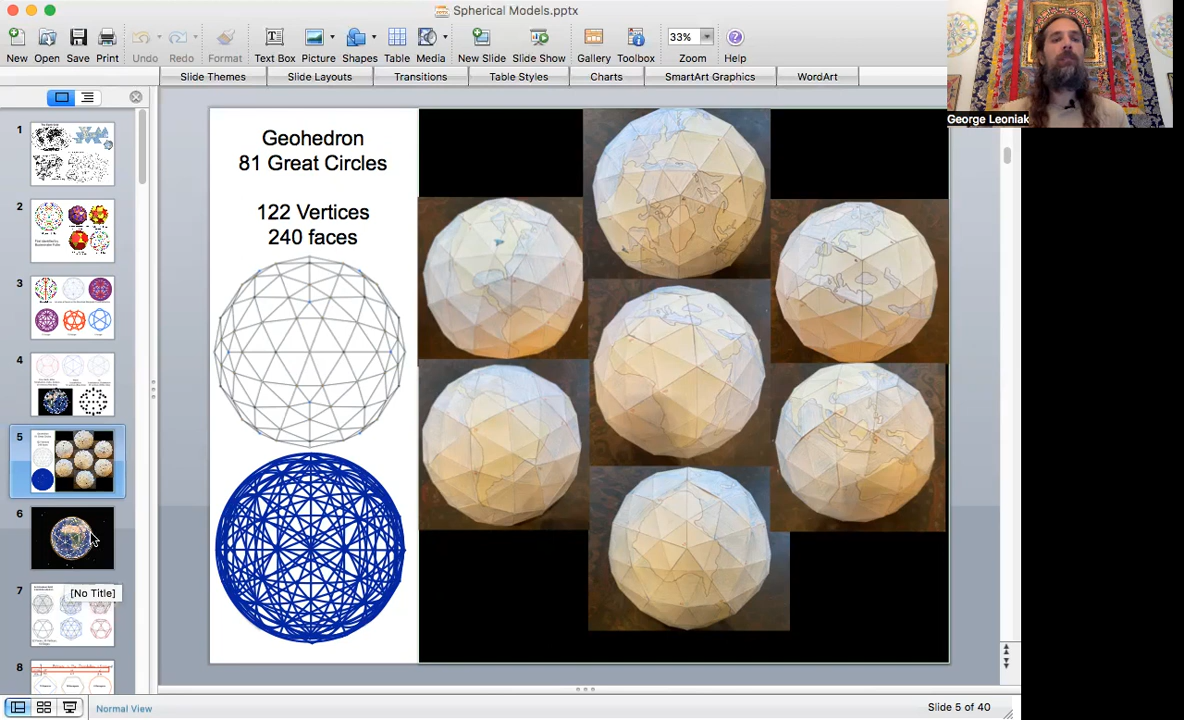 Spherical Models.pptx
New Open Save Print Undo Redo Format Text Box Picture Shapes Table Media New Slide Slide Show Gallery Toolbox Zoom Help
33%
Slide Themes Slide Layouts Transitions Table Styles Charts SmartArt Graphics WordArt
George Leoniak
1
2
3
4
5
6
7
8
[No Title]
Geohedron
81 Great Circles
122 Vertices
240 faces
Normal View
Slide 5 of 40